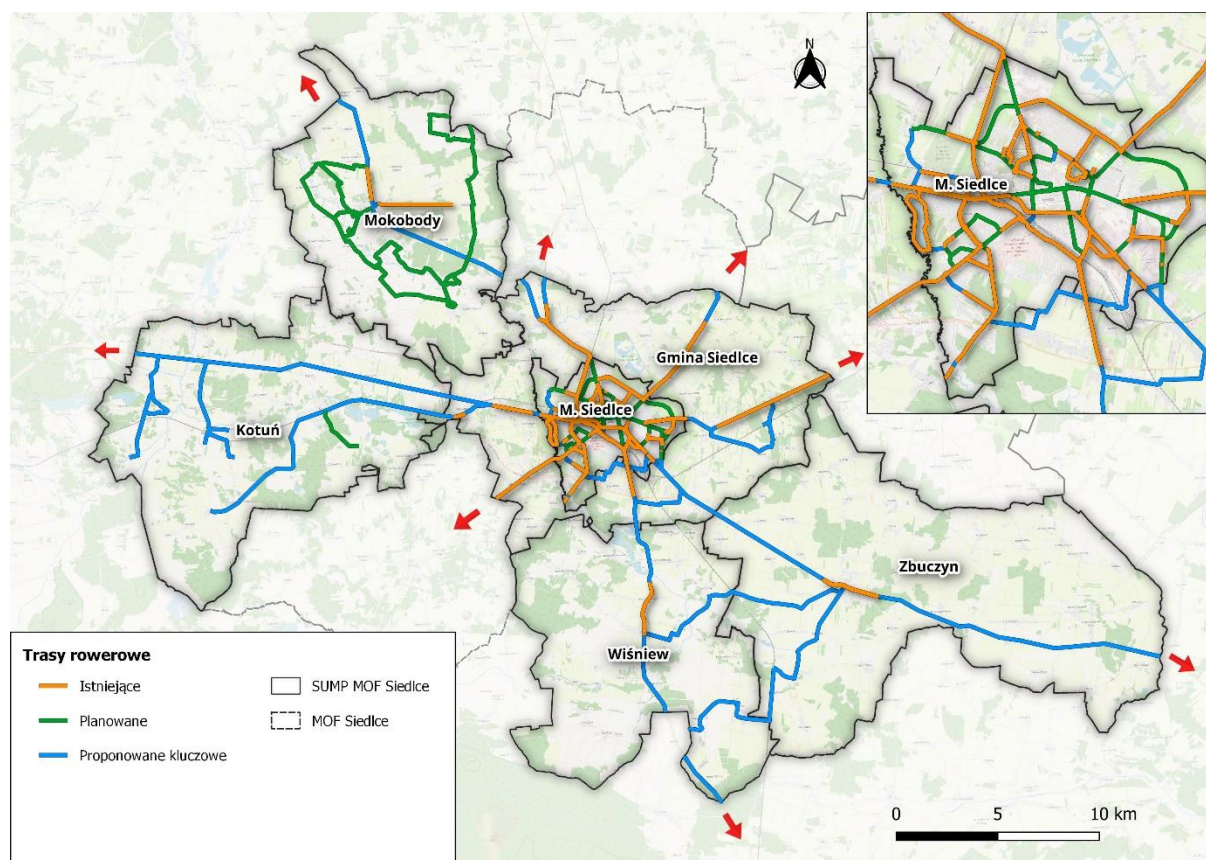 N
M. Siedlce
Mokobody
Gmina Siedlce
M. Siedlce
Kotuń
Zbuczyn
Wiśniew
Trasy rowerowe
Istniejące
SUMP MOF Siedlce
Planowane
MOF Siedlce
Proponowane kluczowe
0 5 10 km